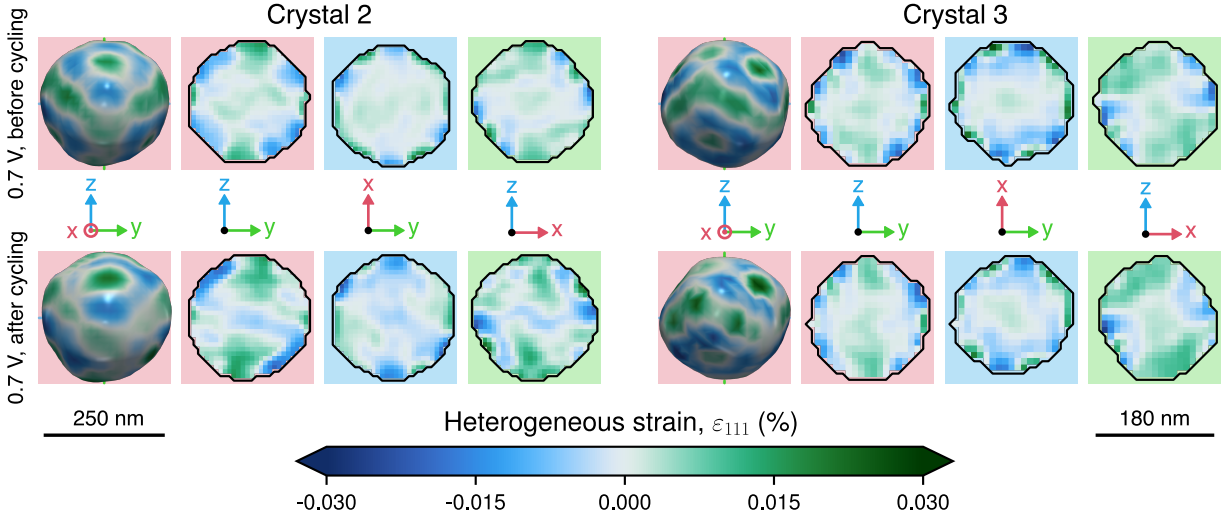 Crystal 2
Crystal 3
0.7 V, before cycling
z
x y
z
y
x
y
z
x
z
x y
z
y
x
y
z
x
0.7 V, after cycling
250 nm
180 nm
Heterogeneous strain, ε111 (%)
-0.030 -0.015 0.000 0.015 0.030